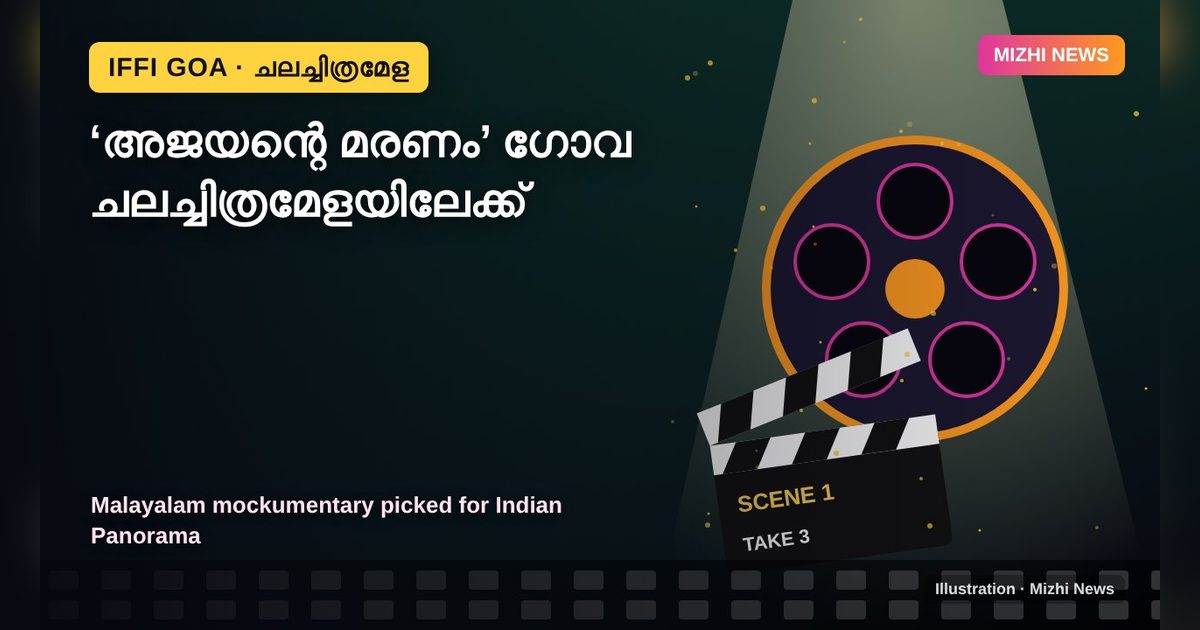 IFFI GOA · ചലച്ചിത്രമേള
MIZHI NEWS
‘അജയന്റെ മരണം’ ഗോവ
ചലച്ചിത്രമേളയിലേക്ക്
SCENE 1
TAKE 3
Malayalam mockumentary picked for Indian
Panorama
Illustration · Mizhi News